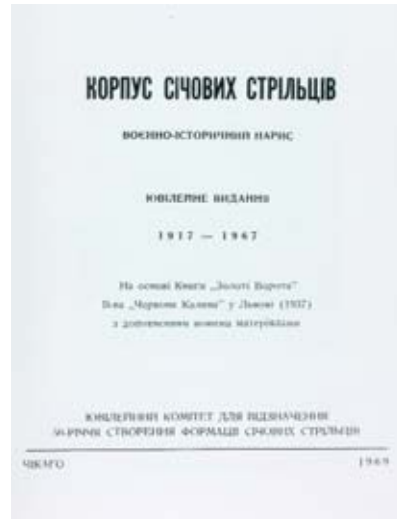 КОРПУС СІЧОВИХ СТРІЛЬЦІВ
ВОЄННО-ІСТОРИЧНИЙ НАРИС
ЮВІЛЕЙНЕ ВИДАННЯ
1917 — 1967
На основі Книги „Золоті Ворота"
„Червона Калина" у Львові (1937)
з доповненням новими матеріялами
ЮВІЛЕЙНИЙ КОМІТЕТ ДЛЯ ВІДЗНАЧЕННЯ
50-РІЧЧЯ СТВОРЕННЯ ФОРМАЦІЇ СІЧОВИХ СТРІЛЬЦІВ
ЧІКАГО 1969